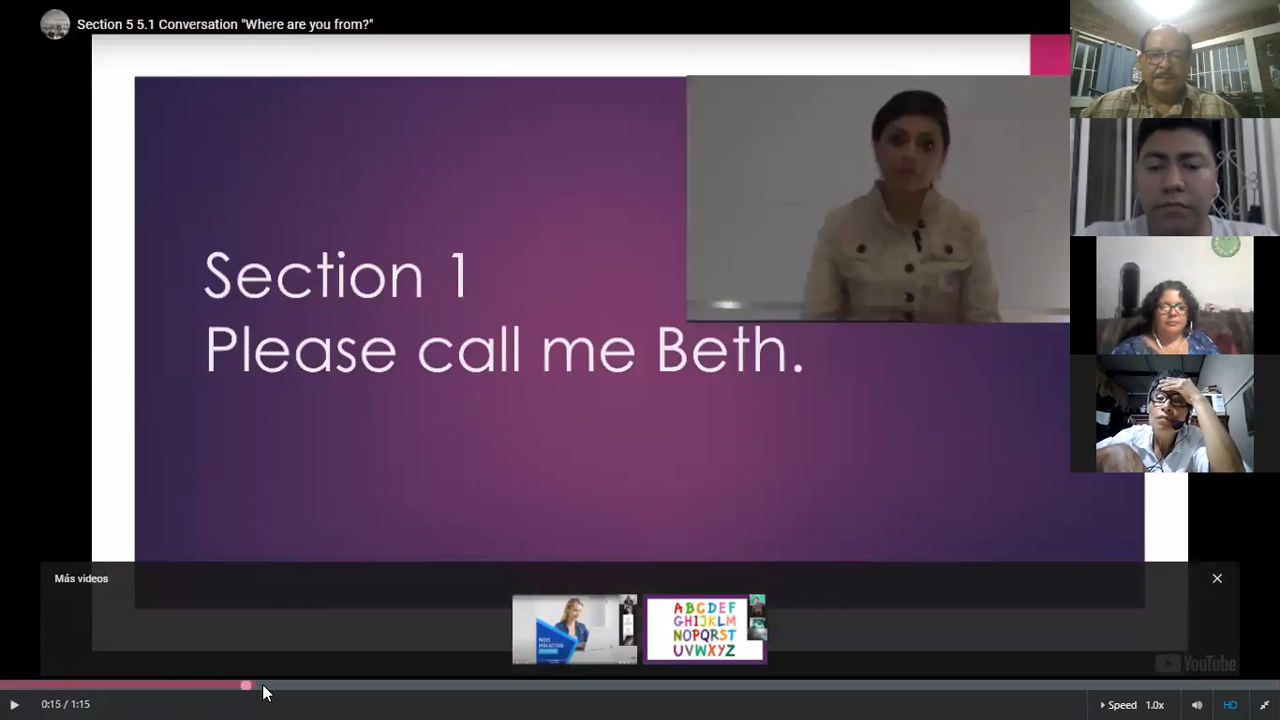 Section 5 5.1 Conversation "Where are you from?"
Section 1
Please call me Beth.
Más videos
ABCDEF
GHIJKLM
NOPQRST
UVWXYZ
YouTube
0:15 / 1:15
Speed 1.0x
HD